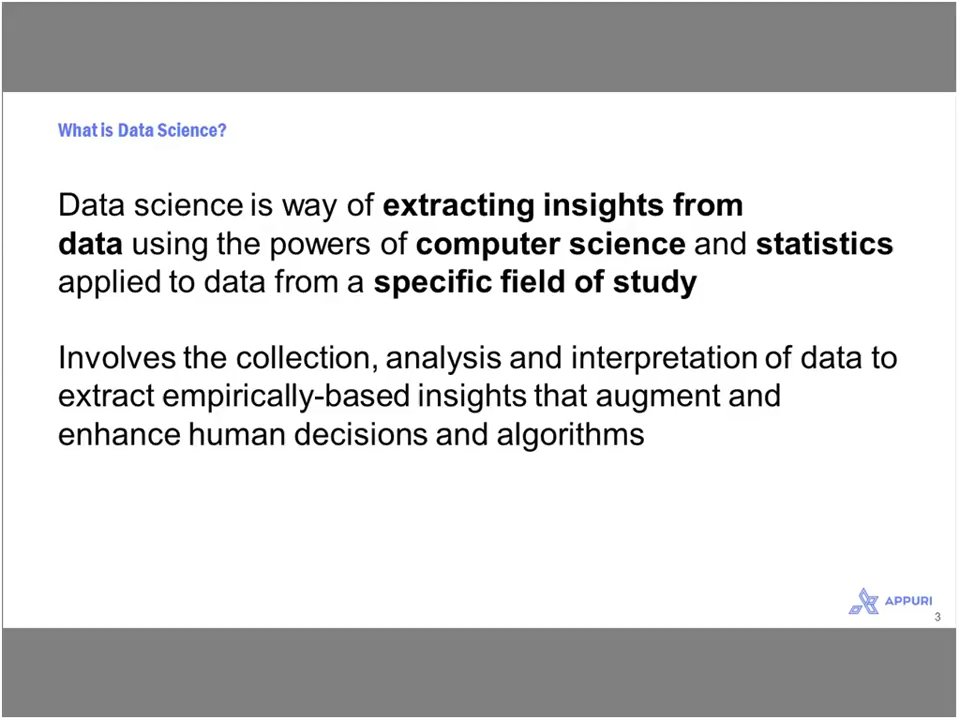 What is Data Science?
Data science is way of extracting insights from
data using the powers of computer science and statistics
applied to data from a specific field of study
Involves the collection, analysis and interpretation of data to
extract empirically-based insights that augment and
enhance human decisions and algorithms
APPURI
3